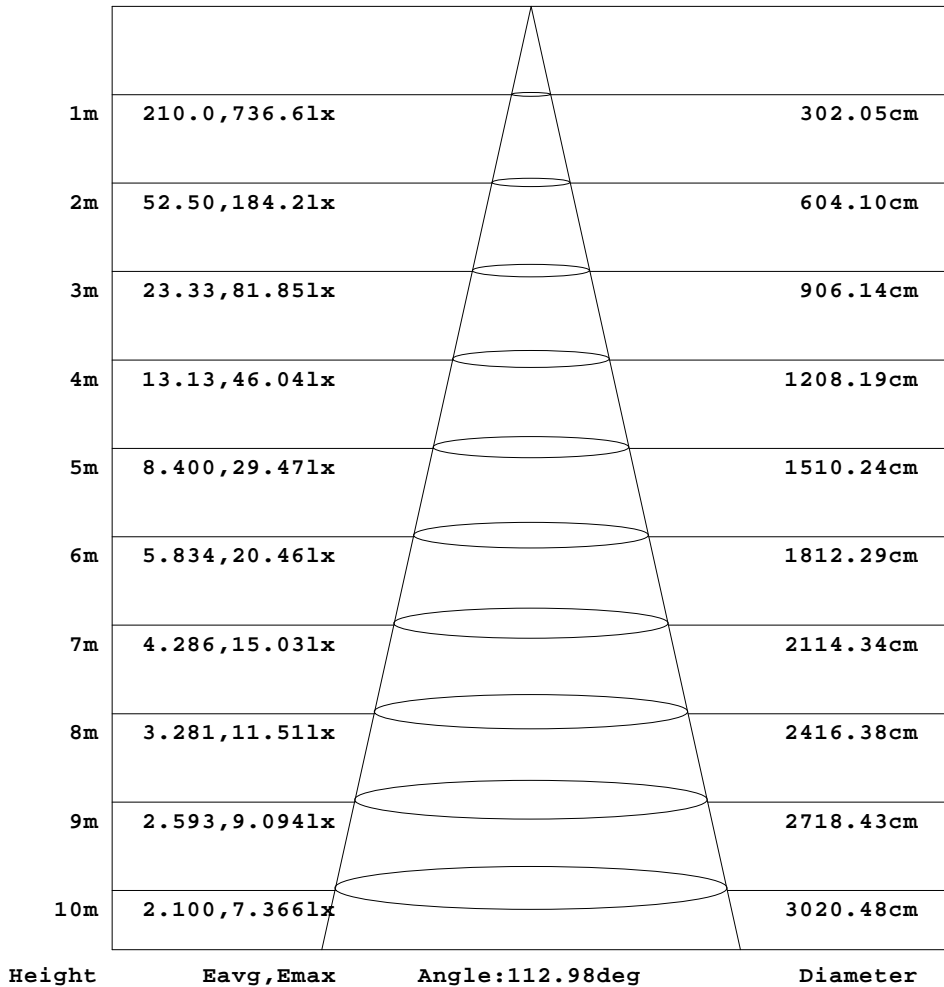 1m 210.0,736.6lx 302.05cm
2m 52.50,184.2lx 604.10cm
3m 23.33,81.85lx 906.14cm
4m 13.13,46.04lx 1208.19cm
5m 8.400,29.47lx 1510.24cm
6m 5.834,20.46lx 1812.29cm
7m 4.286,15.03lx 2114.34cm
8m 3.281,11.51lx 2416.38cm
9m 2.593,9.094lx 2718.43cm
10m 2.100,7.366lx 3020.48cm
Height Eavg,Emax Angle:112.98deg Diameter